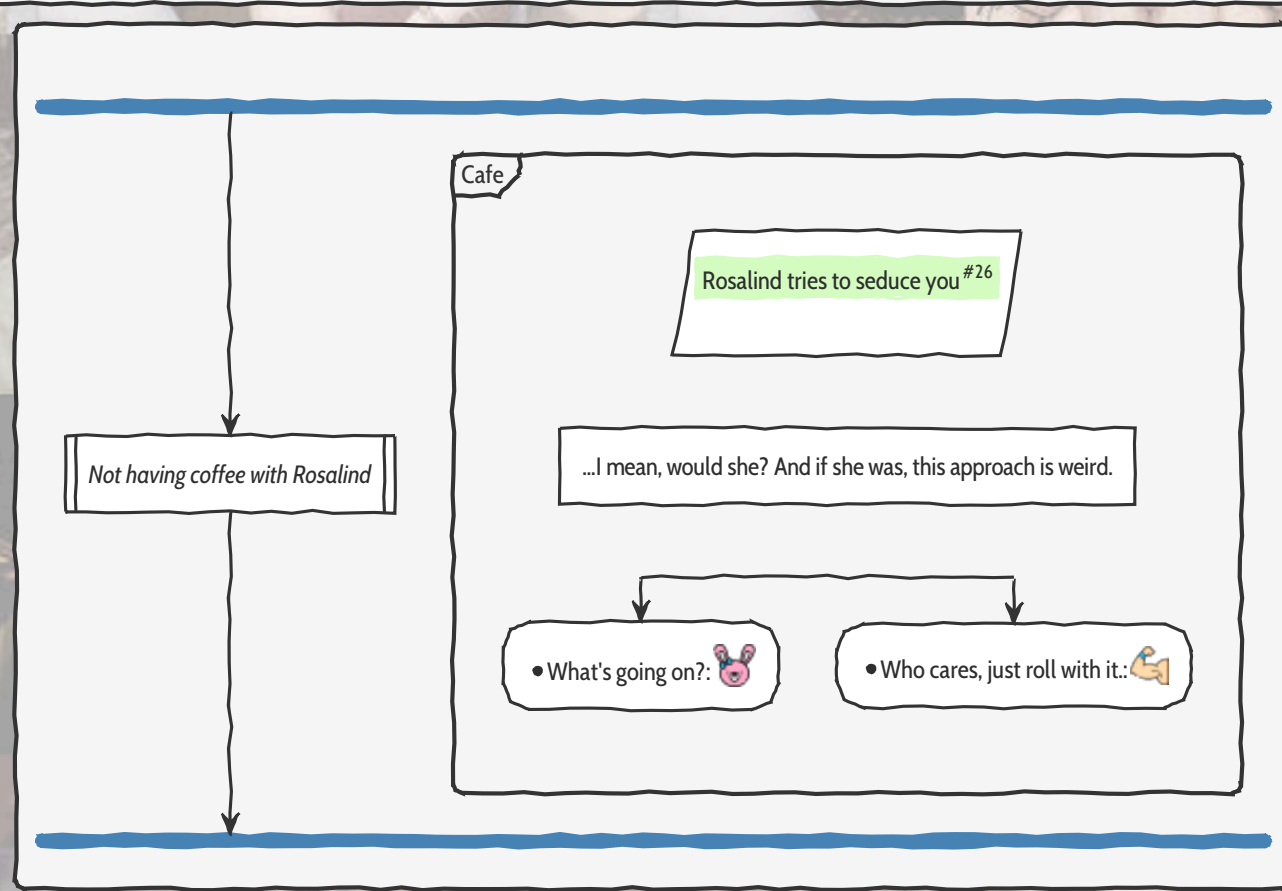 Cafe
Rosalind tries to seduce you #26
Not having coffee with Rosalind
...I mean, would she? And if she was, this approach is weird.
• What's going on?:
• Who cares, just roll with it.: